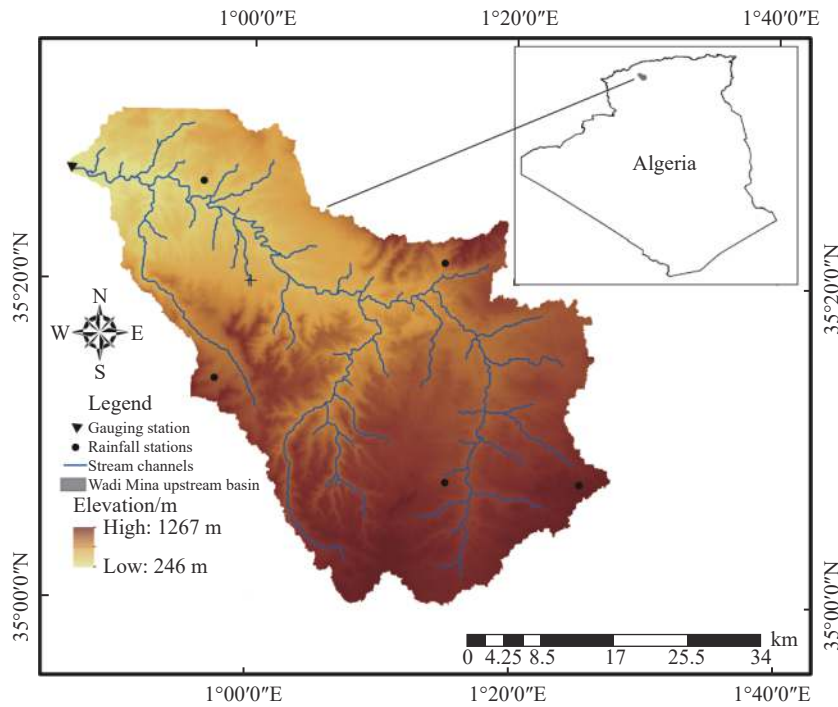 1°00′0″E 1°20′0″E 1°40′0″E
Algeria
35°20′0″N
35°20′0″N
N
W E
S
Legend
Gauging station
Rainfall stations
Stream channels
Wadi Mina upstream basin
Elevation/m
High: 1267 m
Low: 246 m
35°00′0″N
35°00′0″N
km
0 4.25 8.5 17 25.5 34
1°00′0″E 1°20′0″E 1°40′0″E